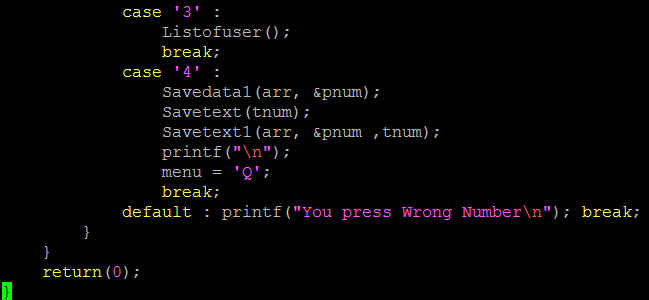 case '3' :
Listofuser();
break;
case '4' :
Savedata1(arr, &pnum);
Savetext(tnum);
Savetext1(arr, &pnum ,tnum);
printf("\n");
menu = 'Q';
break;
default : printf("You press Wrong Number\n"); break;
}
}
return(0);
}